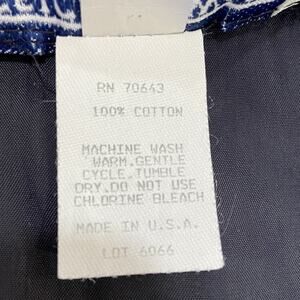 RN 70643
100% COTTON
MACHINE WASH
WARM.GENTLE
CYCLE.TUMBLE
DRY.DO NOT USE
CHLORINE BLEACH
MADE IN U.S.A.
LOT 6066